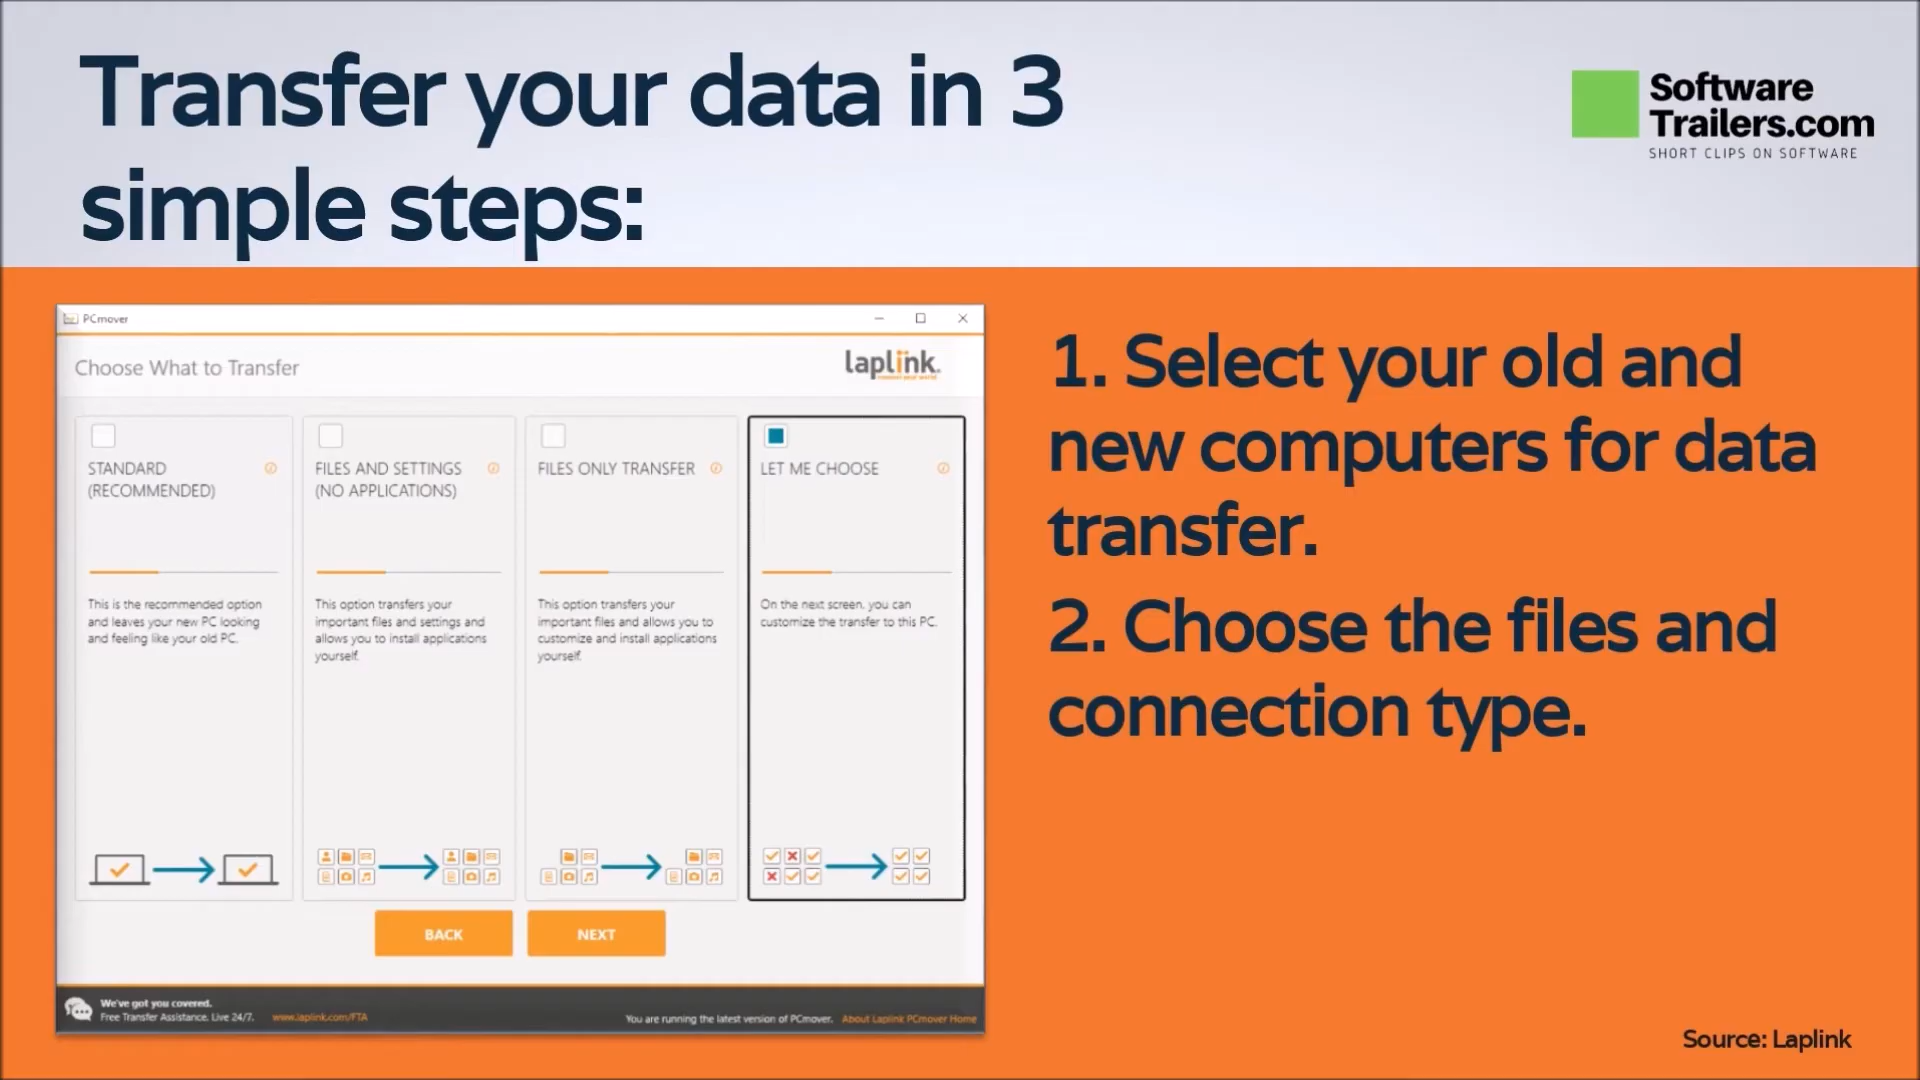 Transfer your data in 3
simple steps:
Software
Trailers.com
SHORT CLIPS ON SOFTWARE
PCmover
Choose What to Transfer
laplink.
STANDARD
(RECOMMENDED)
This is the recommended option
and leaves your new PC looking
and feeling like your old PC.
FILES AND SETTINGS
(NO APPLICATIONS)
This option transfers your
important files and settings and
allows you to install applications
yourself.
FILES ONLY TRANSFER
This option transfers your
important files and allows you to
customize and install applications
yourself.
LET ME CHOOSE
On the next screen, you can
customize the transfer to this PC.
BACK
NEXT
We've got you covered.
Free Transfer Assistance. Live 24/7. www.laplink.com/FTA
You are running the latest version of PCmover. About Laplink PCmover Home
1. Select your old and
new computers for data
transfer.
2. Choose the files and
connection type.
Source: Laplink